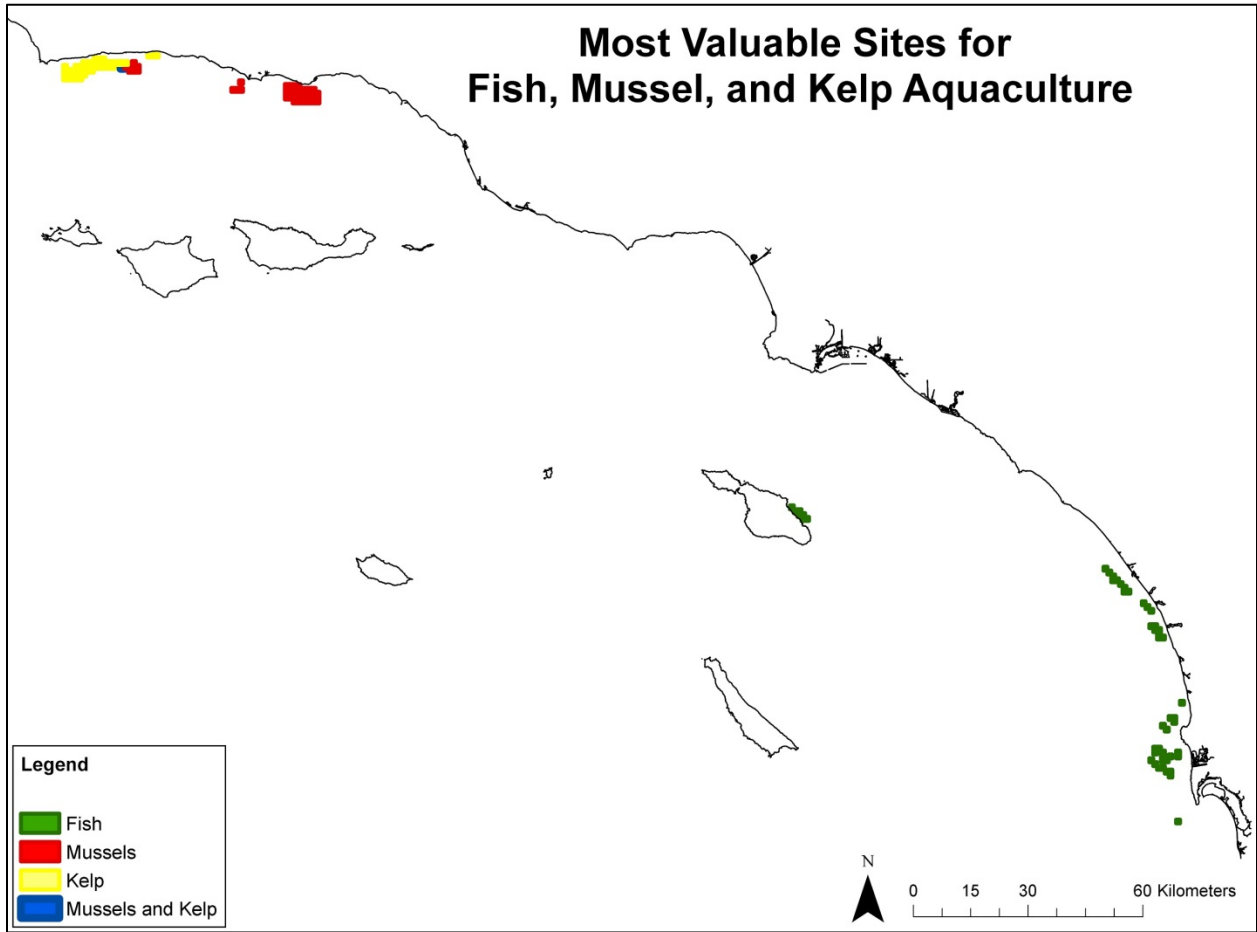 Most Valuable Sites for
Fish, Mussel, and Kelp Aquaculture
Legend
Fish
Mussels
Kelp
Mussels and Kelp
N
0 15 30 60 Kilometers